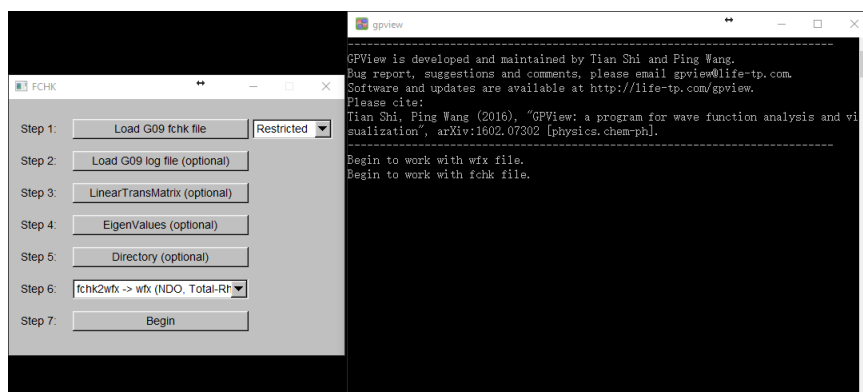 gpview
GPView is developed and maintained by Tian Shi and Ping Wang.
Bug report, suggestions and comments, please email gpview@life-tp.com.
Software and updates are available at http://life-tp.com/gpview.
Please cite:
Tian Shi, Ping Wang (2016), "GPView: a program for wave function analysis and vi
sualization", arXiv:1602.07302 [physics.chem-ph].
Begin to work with wfx file.
Begin to work with fchk file.
FCHK
Step 1: Load G09 fchk file Restricted
Step 2: Load G09 log file (optional)
Step 3: LinearTransMatrix (optional)
Step 4: EigenValues (optional)
Step 5: Directory (optional)
Step 6: fchk2wfx -> wfx (NDO, Total-Rh
Step 7: Begin